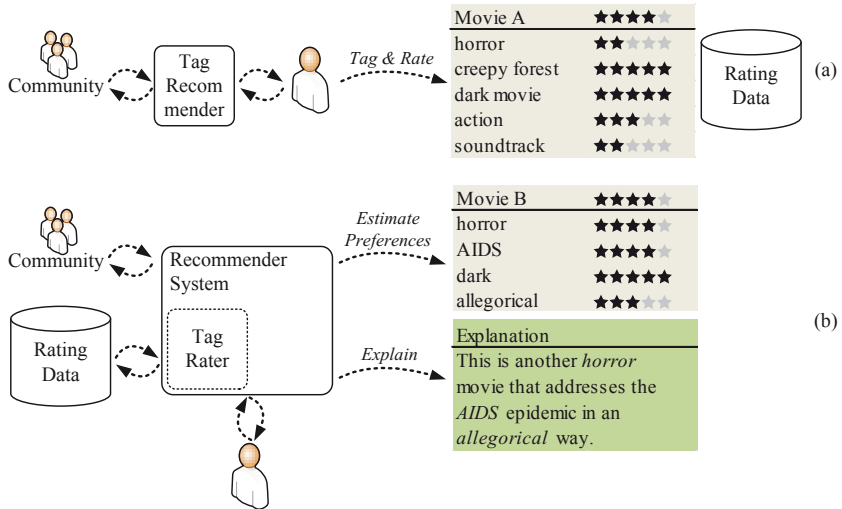 Community
Tag
Recom
mender
Tag & Rate
Movie A
horror
creepy forest
dark movie
action
soundtrack
Rating
Data
(a)
Community
Rating
Data
Recommender
System
Tag
Rater
Estimate
Preferences
Explain
Movie B
horror
AIDS
dark
allegorical
Explanation
This is another horror
movie that addresses the
AIDS epidemic in an
allegorical way.
(b)